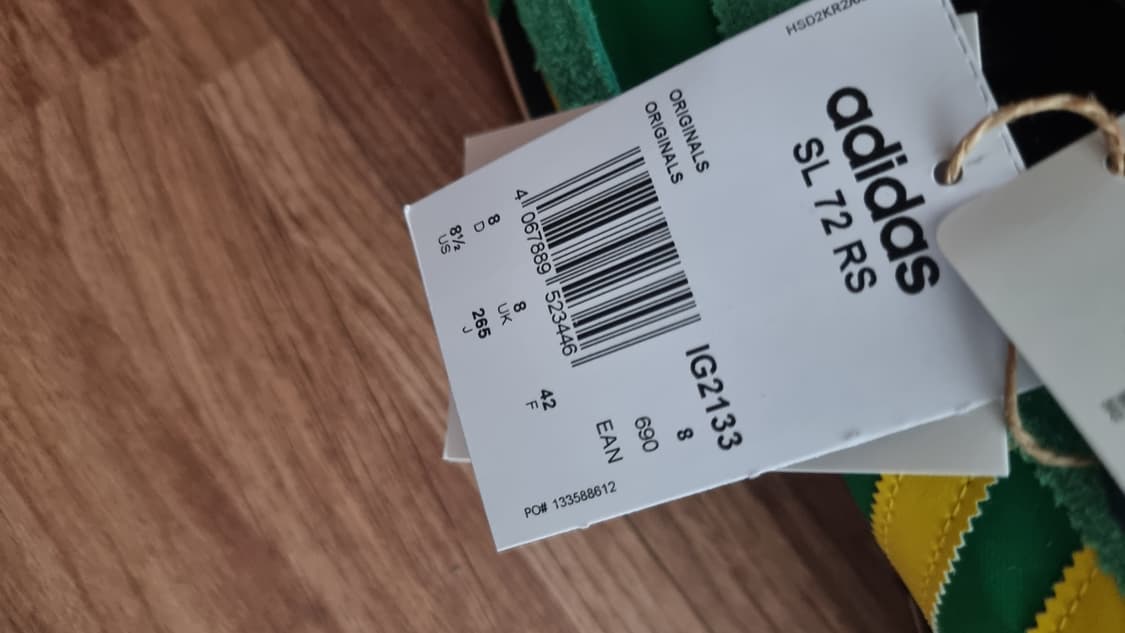 adidas
SL 72 RS
ORIGINALS
ORIGINALS
IG2133
8
690
EAN
4 067889 523446
8
D
8
UK
42
F
8½
US
265
J
PO# 133588612